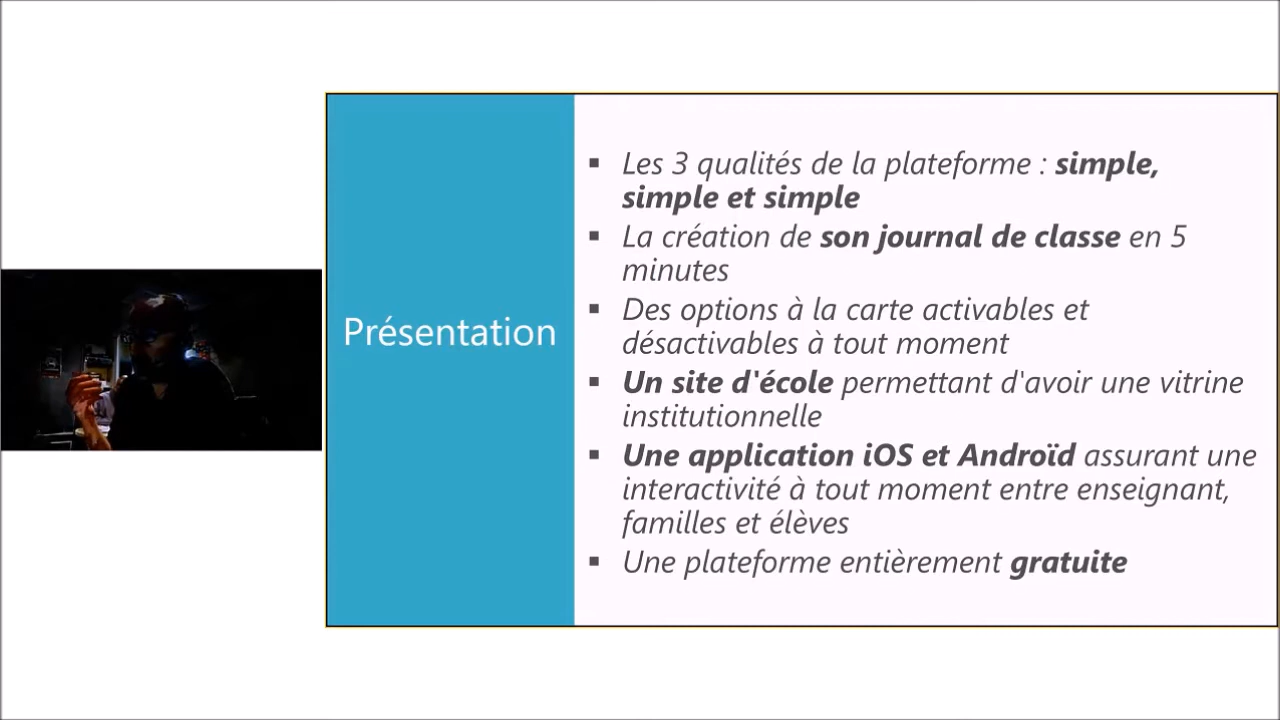 Présentation
▪ Les 3 qualités de la plateforme : simple,
simple et simple
▪ La création de son journal de classe en 5
minutes
▪ Des options à la carte activables et
désactivables à tout moment
▪ Un site d'école permettant d'avoir une vitrine
institutionnelle
▪ Une application iOS et Androïd assurant une
interactivité à tout moment entre enseignant,
familles et élèves
▪ Une plateforme entièrement gratuite